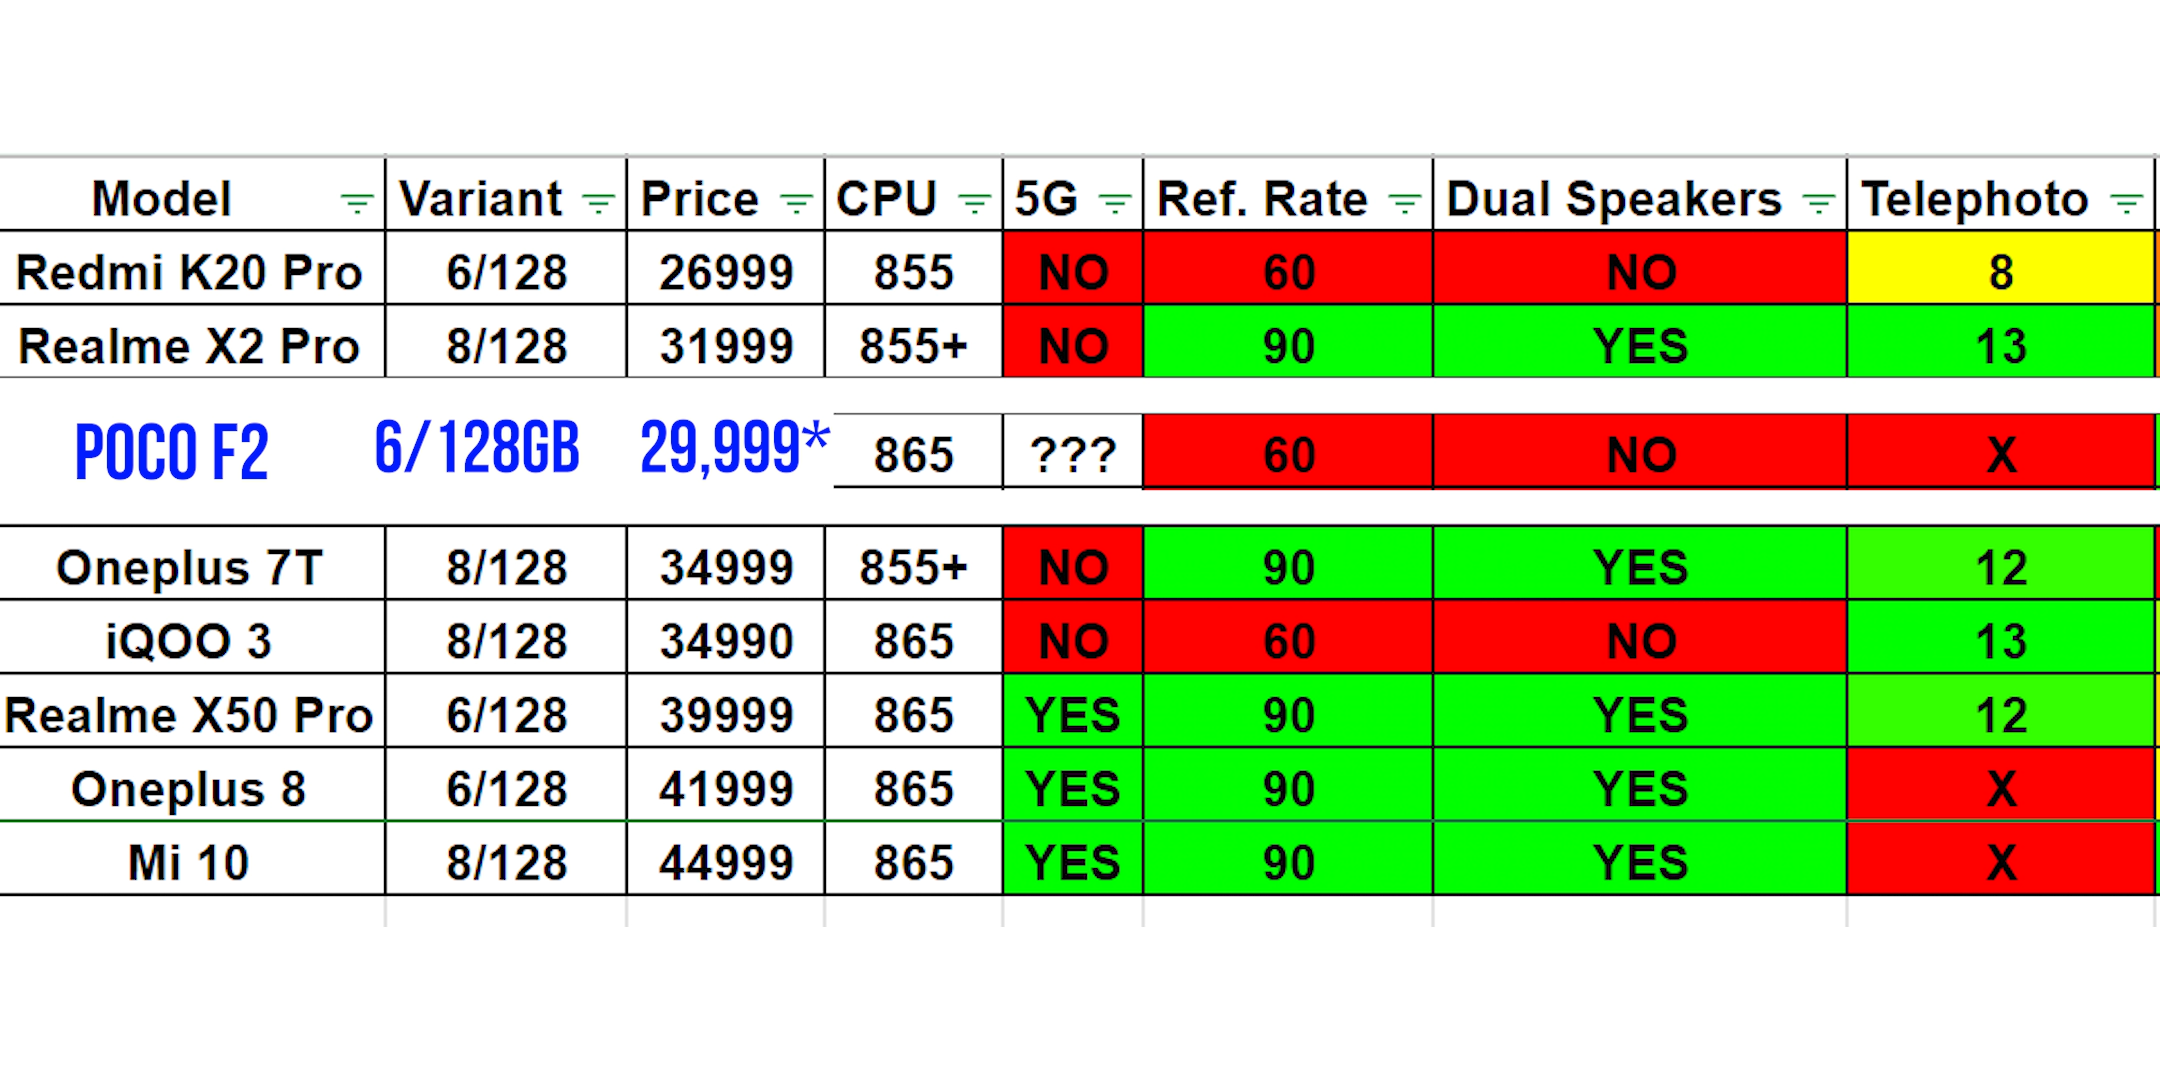 Model Variant Price CPU 5G Ref. Rate Dual Speakers Telephoto
Redmi K20 Pro 6/128 26999 855 NO 60 NO 8
Realme X2 Pro 8/128 31999 855+ NO 90 YES 13
POCO F2 6/128GB 29,999* 865 ??? 60 NO X
Oneplus 7T 8/128 34999 855+ NO 90 YES 12
iQOO 3 8/128 34990 865 NO 60 NO 13
Realme X50 Pro 6/128 39999 865 YES 90 YES 12
Oneplus 8 6/128 41999 865 YES 90 YES X
Mi 10 8/128 44999 865 YES 90 YES X